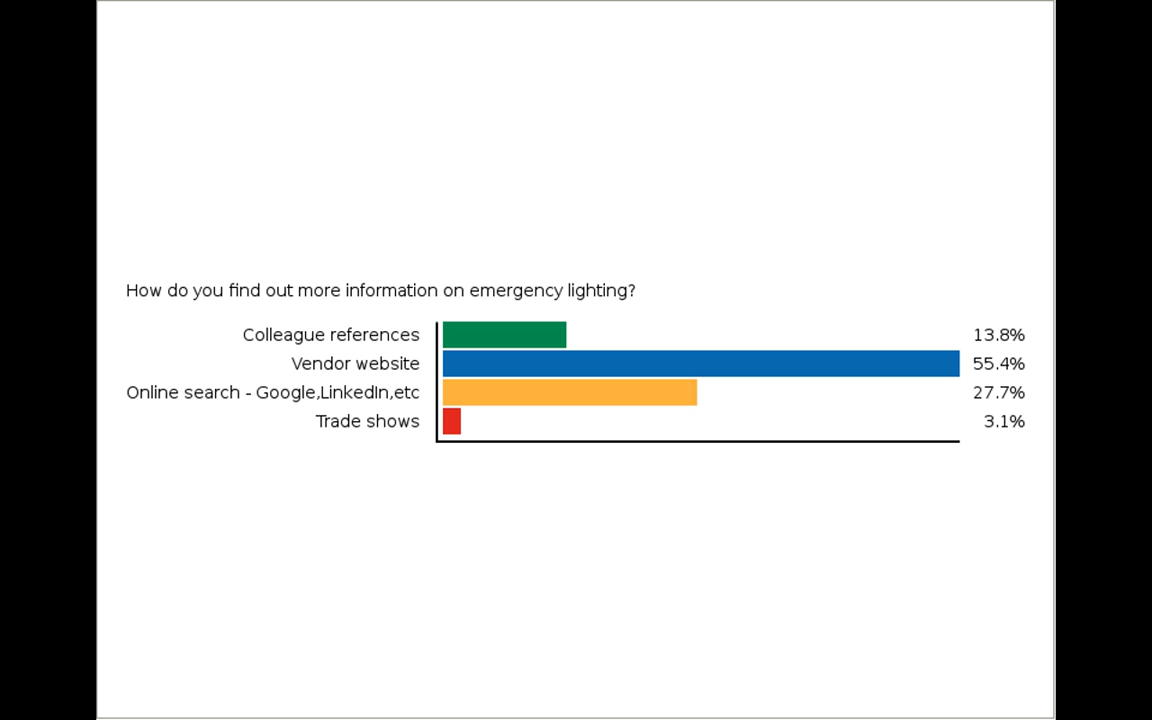 How do you find out more information on emergency lighting?
Colleague references 13.8%
Vendor website 55.4%
Online search - Google,LinkedIn,etc 27.7%
Trade shows 3.1%